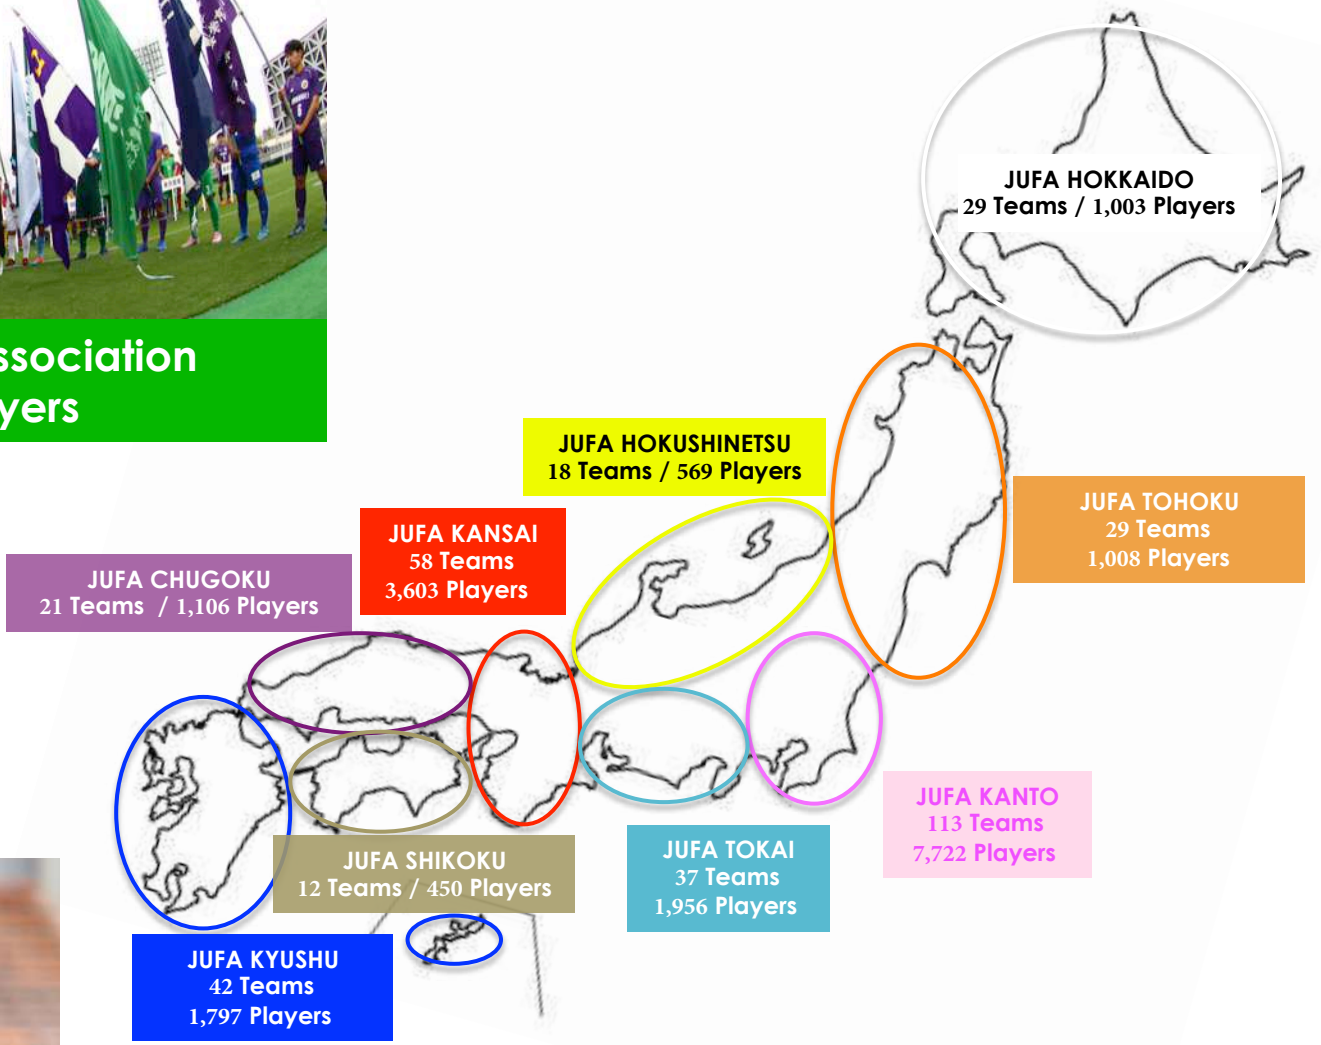 ssociation
yers
JUFA HOKKAIDO
29 Teams / 1,003 Players
JUFA HOKUSHINETSU
18 Teams / 569 Players
JUFA TOHOKU
29 Teams
1,008 Players
JUFA KANSAI
58 Teams
3,603 Players
JUFA CHUGOKU
21 Teams / 1,106 Players
JUFA KANTO
113 Teams
7,722 Players
JUFA SHIKOKU
12 Teams / 450 Players
JUFA TOKAI
37 Teams
1,956 Players
JUFA KYUSHU
42 Teams
1,797 Players